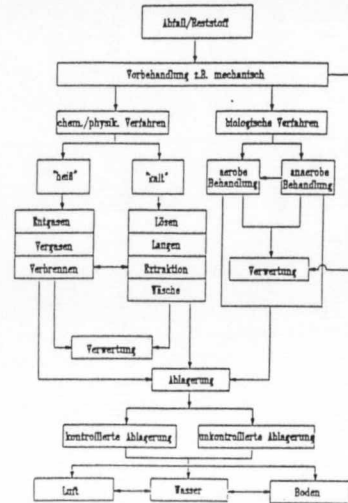 Abfall/Reststoff
Vorbehandlung z.B. mechanisch
chem./physik. Verfahren
biologische Verfahren
"heiß"
"kalt"
aerobe
Behandlung
anaerobe
Behandlung
Entgasen
Vergasen
Verbrennen
Lösen
Langen
Extraktion
Wäsche
Verwertung
Verwertung
Ablagerung
kontrollierte Ablagerung
unkontrollierte Ablagerung
Luft
Wasser
Boden